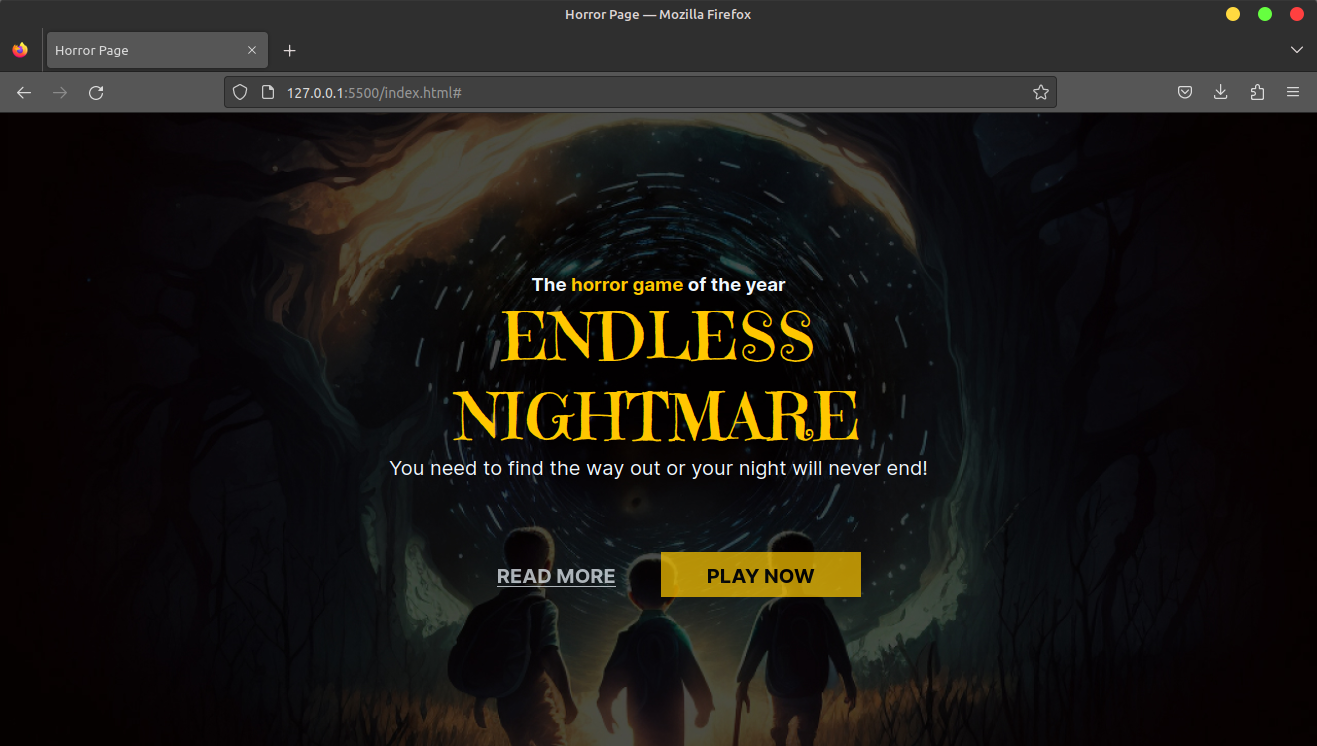 Horror Page — Mozilla Firefox
Horror Page
127.0.0.1:5500/index.html#
The horror game of the year
ENDLESS
NIGHTMARE
You need to find the way out or your night will never end!
READ MORE
PLAY NOW